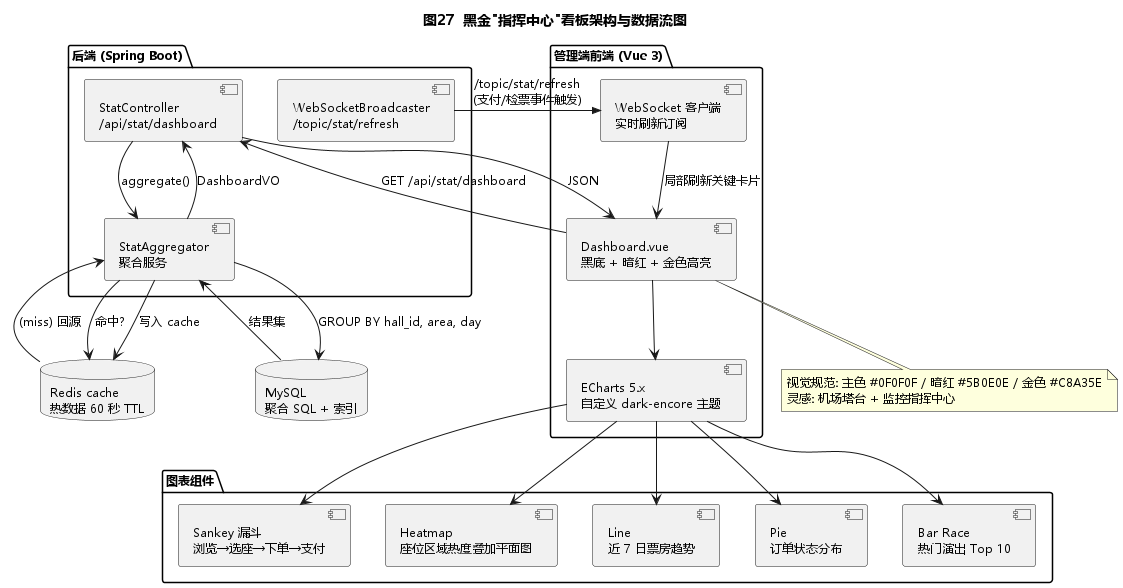 图27 黑金"指挥中心"看板架构与数据流图
后端 (Spring Boot)
管理端前端 (Vue 3)
StatController
/api/stat/dashboard
WebSocketBroadcaster
/topic/stat/refresh
/topic/stat/refresh
(支付/检票事件触发)
WebSocket 客户端
实时刷新订阅
aggregate()
DashboardVO
GET /api/stat/dashboard
JSON
局部刷新关键卡片
StatAggregator
聚合服务
Dashboard.vue
黑底 + 暗红 + 金色高亮
(miss) 回源
命中?
写入 cache
结果集
GROUP BY hall_id, area, day
Redis cache
热数据 60 秒 TTL
MySQL
聚合 SQL + 索引
ECharts 5.x
自定义 dark-encore 主题
视觉规范: 主色 #0F0F0F / 暗红 #5B0E0E / 金色 #C8A35E
灵感: 机场塔台 + 监控指挥中心
图表组件
Sankey 漏斗
浏览→选座→下单→支付
Heatmap
座位区域热度叠加平面图
Line
近 7 日票房趋势
Pie
订单状态分布
Bar Race
热门演出 Top 10